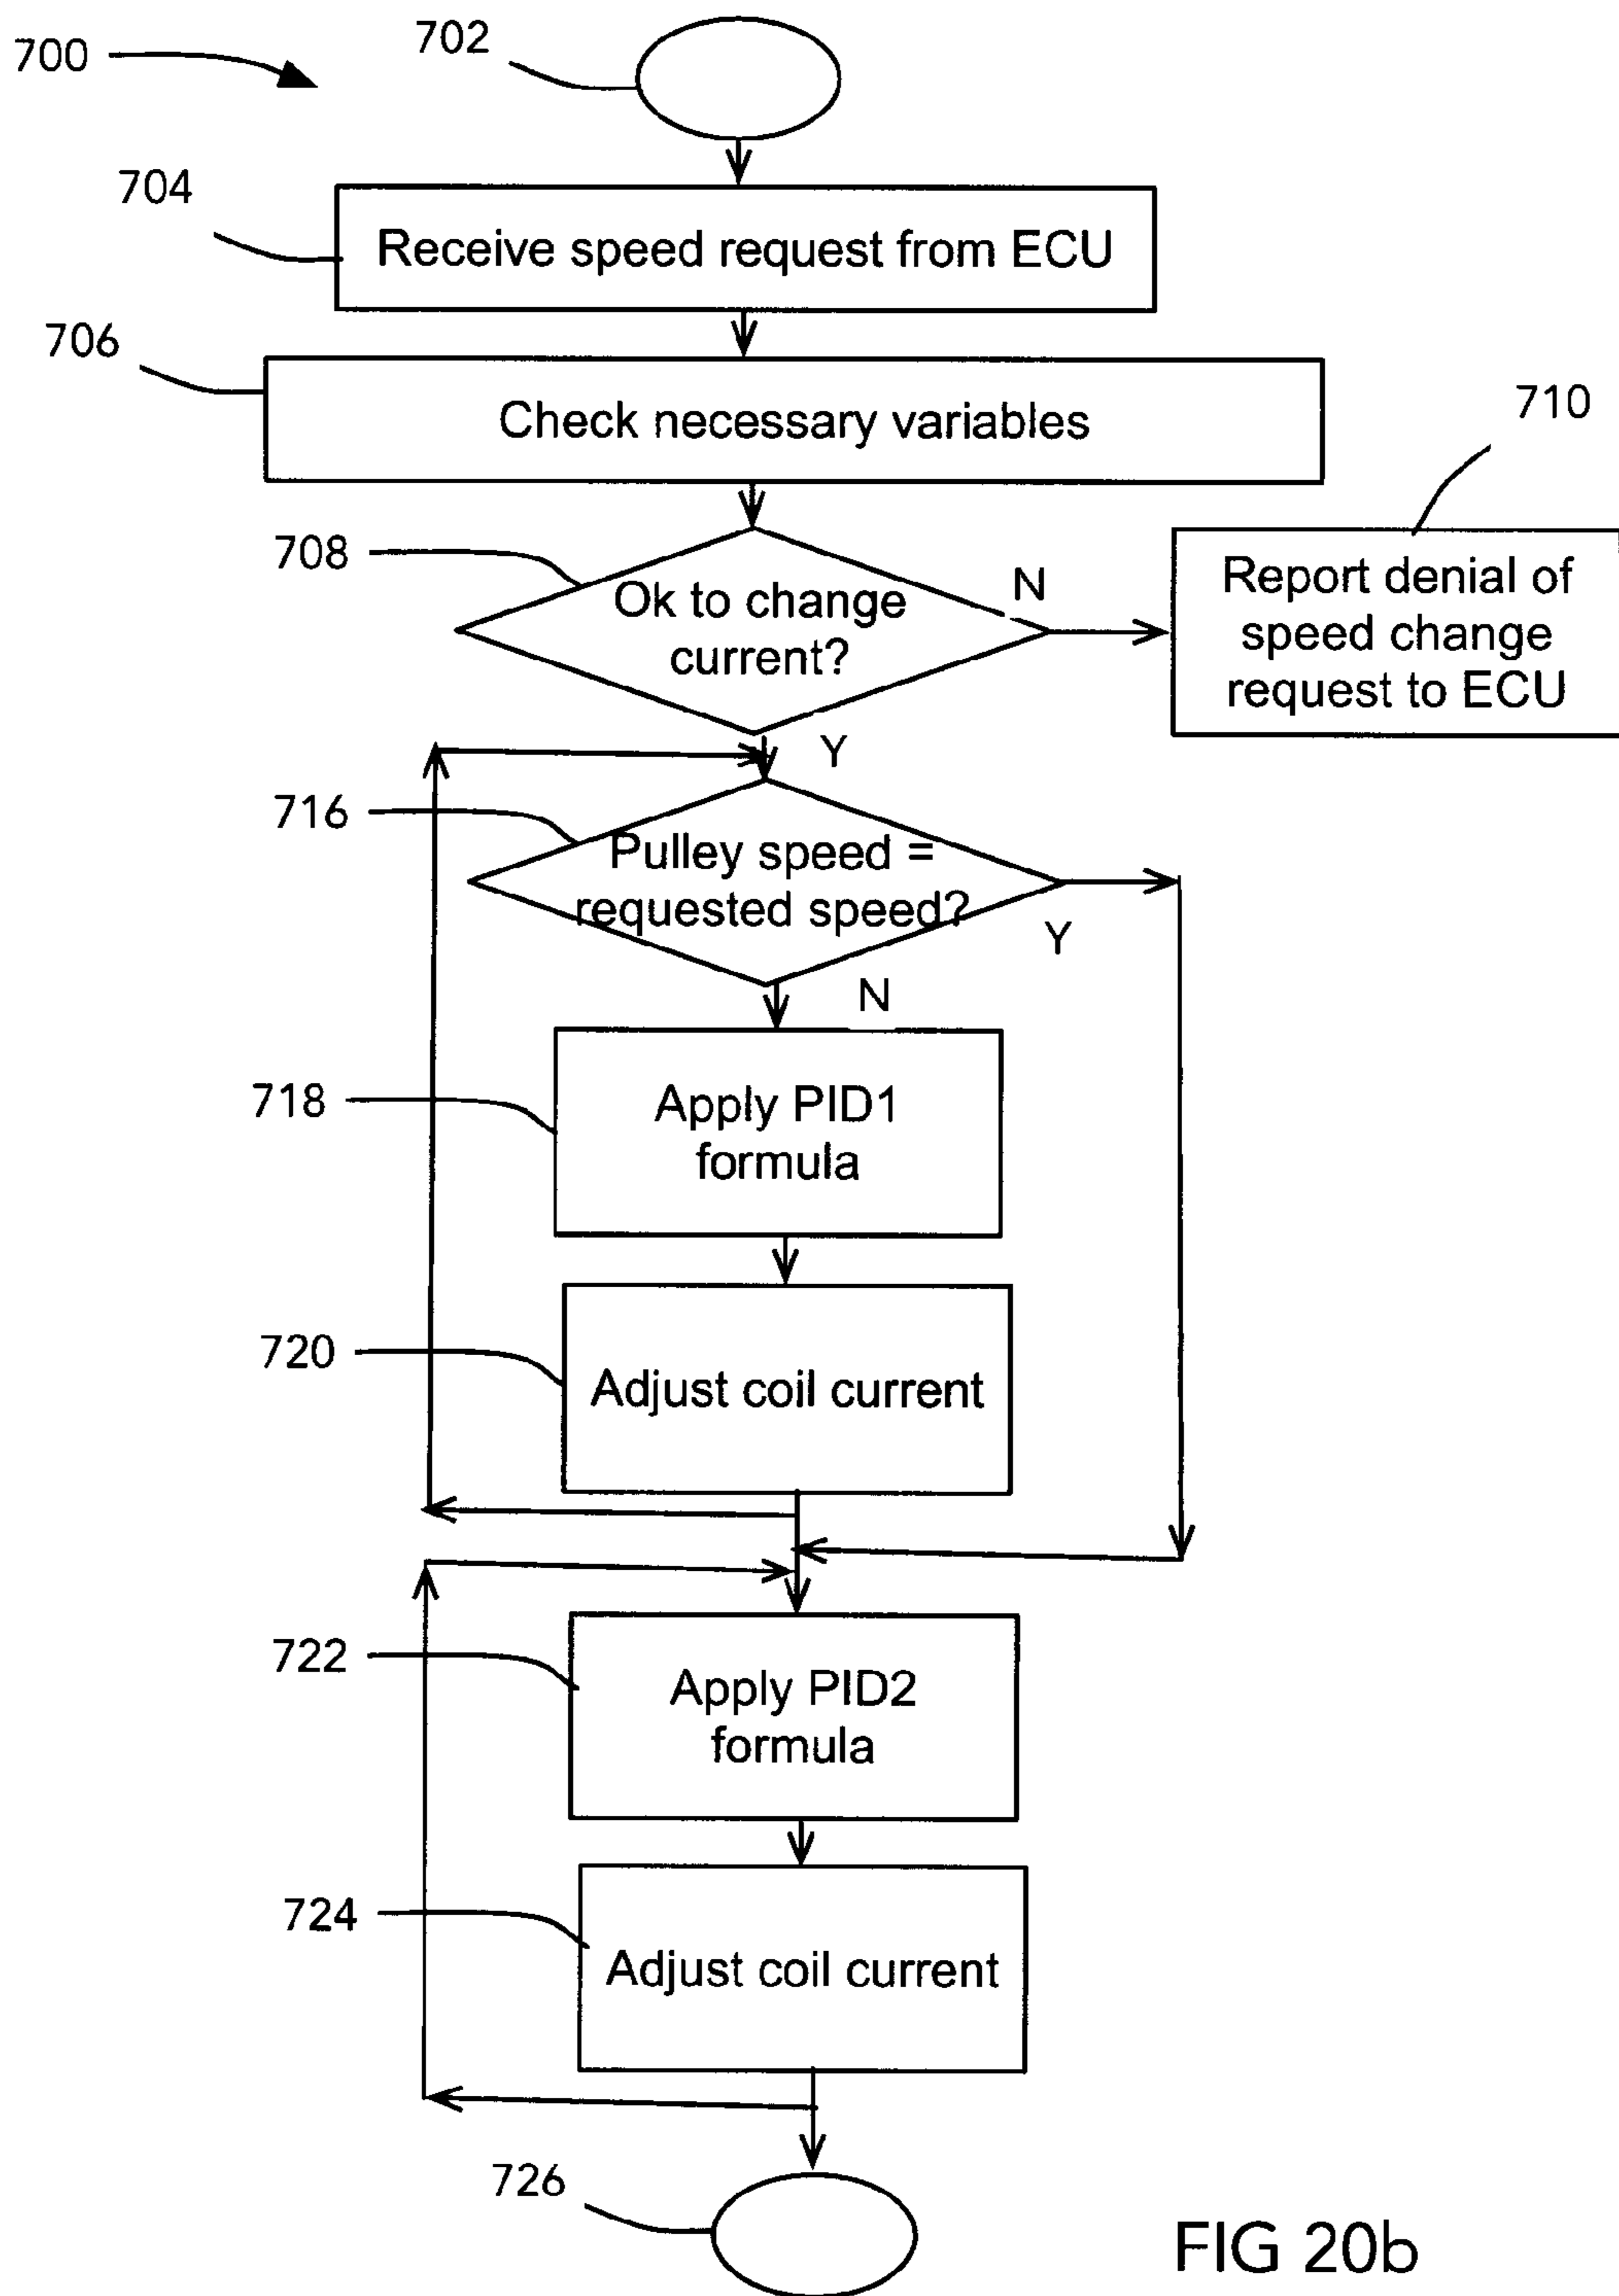 700
702
704
Receive speed request from ECU
706
Check necessary variables
710
708
Ok to change
current?
N
Report denial of
speed change
request to ECU
Y
716
Pulley speed =
requested speed?
Y
N
718
Apply PID1
formula
720
Adjust coil current
722
Apply PID2
formula
724
Adjust coil current
726
FIG 20b